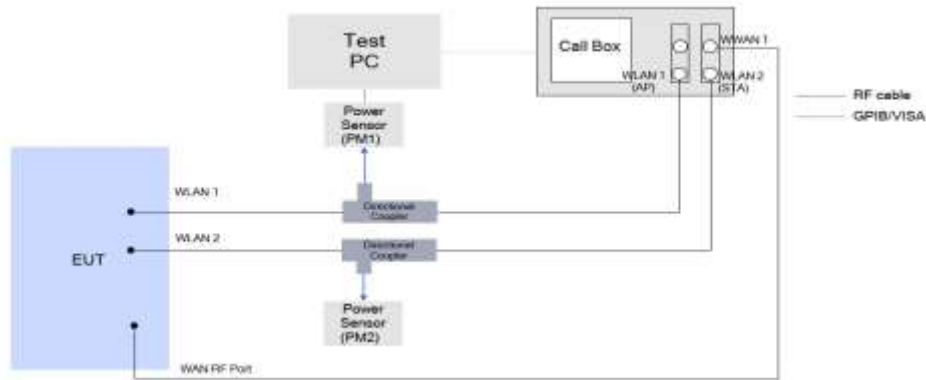 Test
PC
Call Box
WWAN 1
WLAN 1
(AP)
WLAN 2
(STA)
RF cable
GPIB/VISA
Power
Sensor
(PM1)
WLAN 1
Directional
Coupler
WLAN 2
Directional
Coupler
EUT
Power
Sensor
(PM2)
WAN RF Port